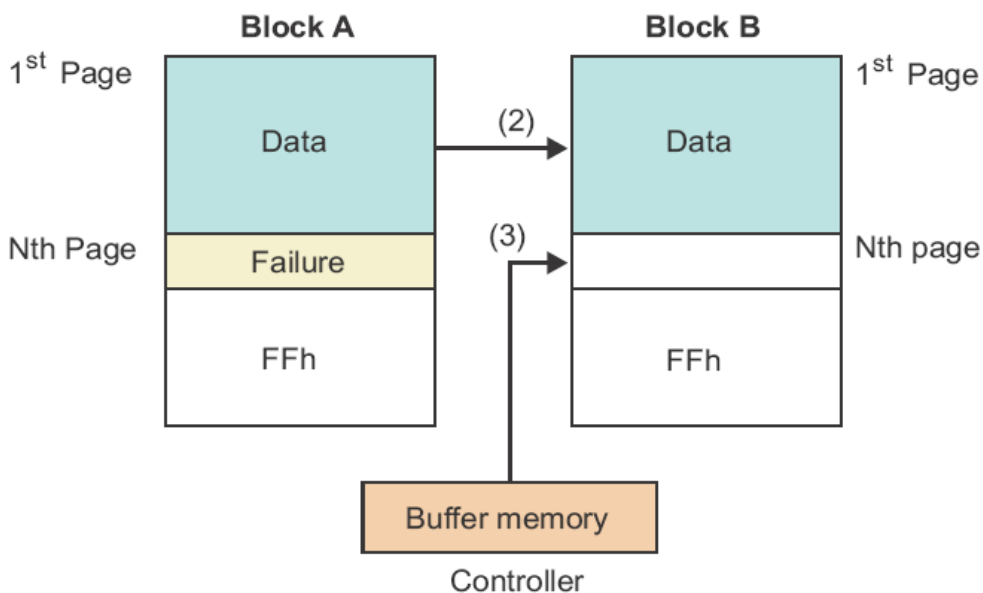 Block A
Block B
1st Page
1st Page
Data
(2)
Data
Nth Page
Failure
(3)
Nth page
FFh
FFh
Buffer memory
Controller